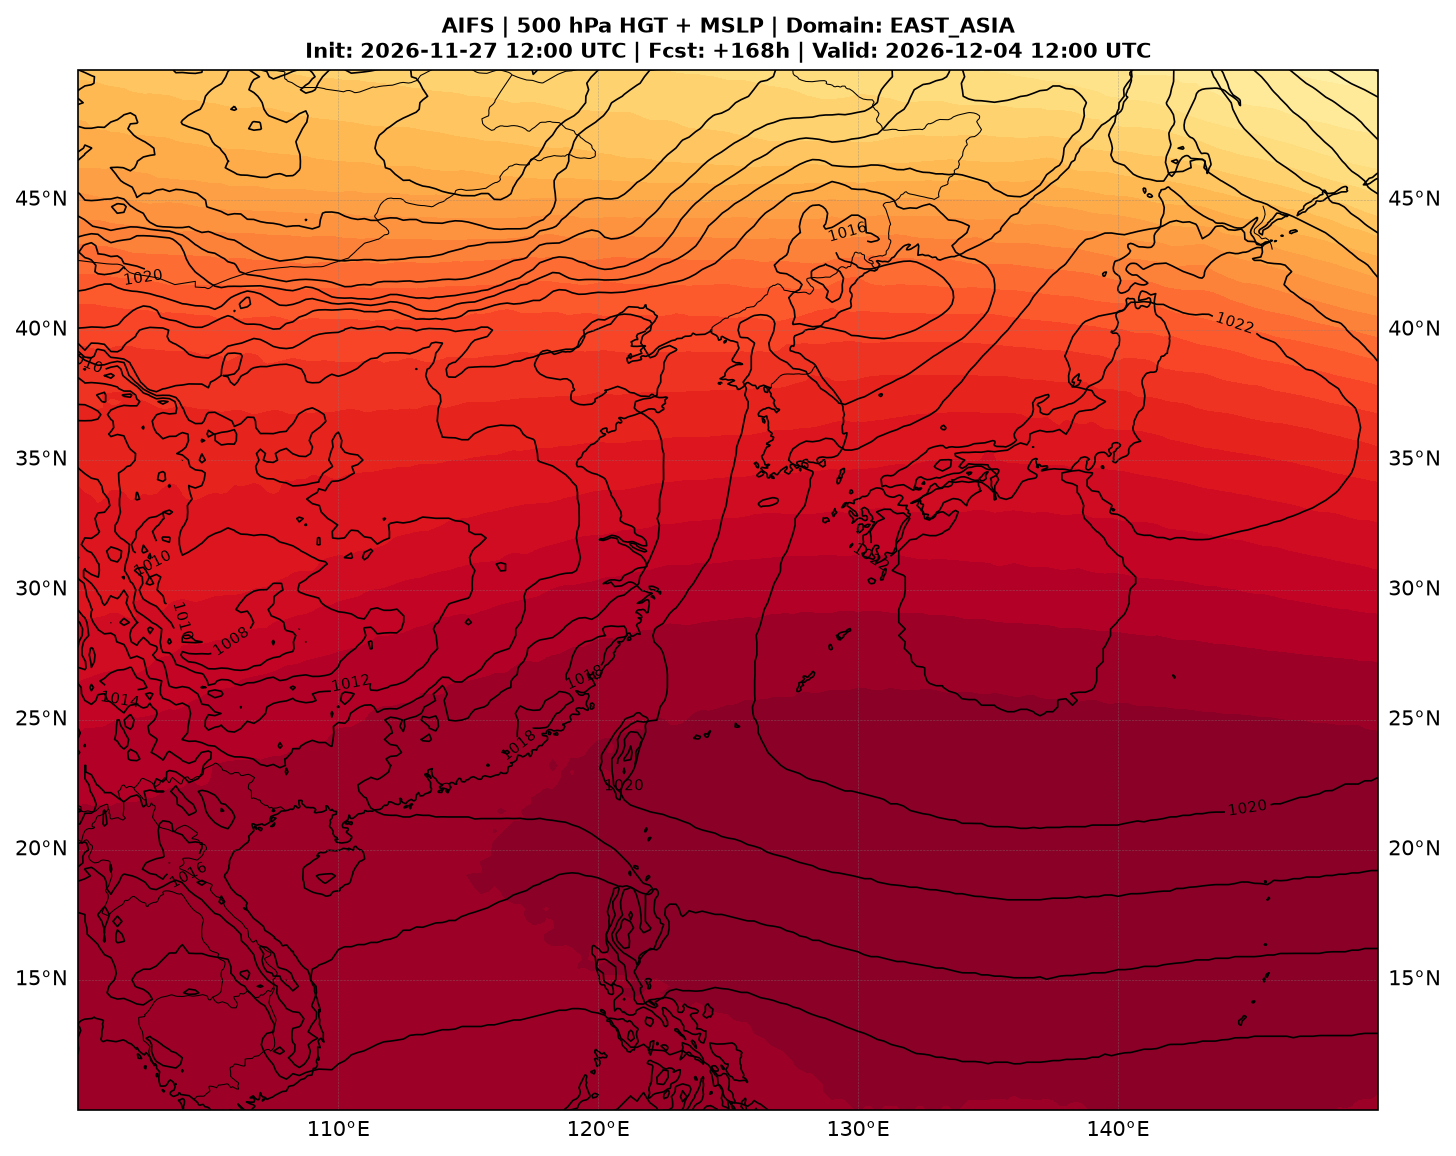 AIFS | 500 hPa HGT + MSLP | Domain: EAST_ASIA
Init: 2026-11-27 12:00 UTC | Fcst: +168h | Valid: 2026-12-04 12:00 UTC
45°N
45°N
1016
1020
1022
40°N
40°N
35°N
35°N
1010
30°N
30°N
1010
1008
1018
1012
1014
25°N
25°N
1018
1020
1020
20°N
20°N
1016
15°N
15°N
110°E
120°E
130°E
140°E